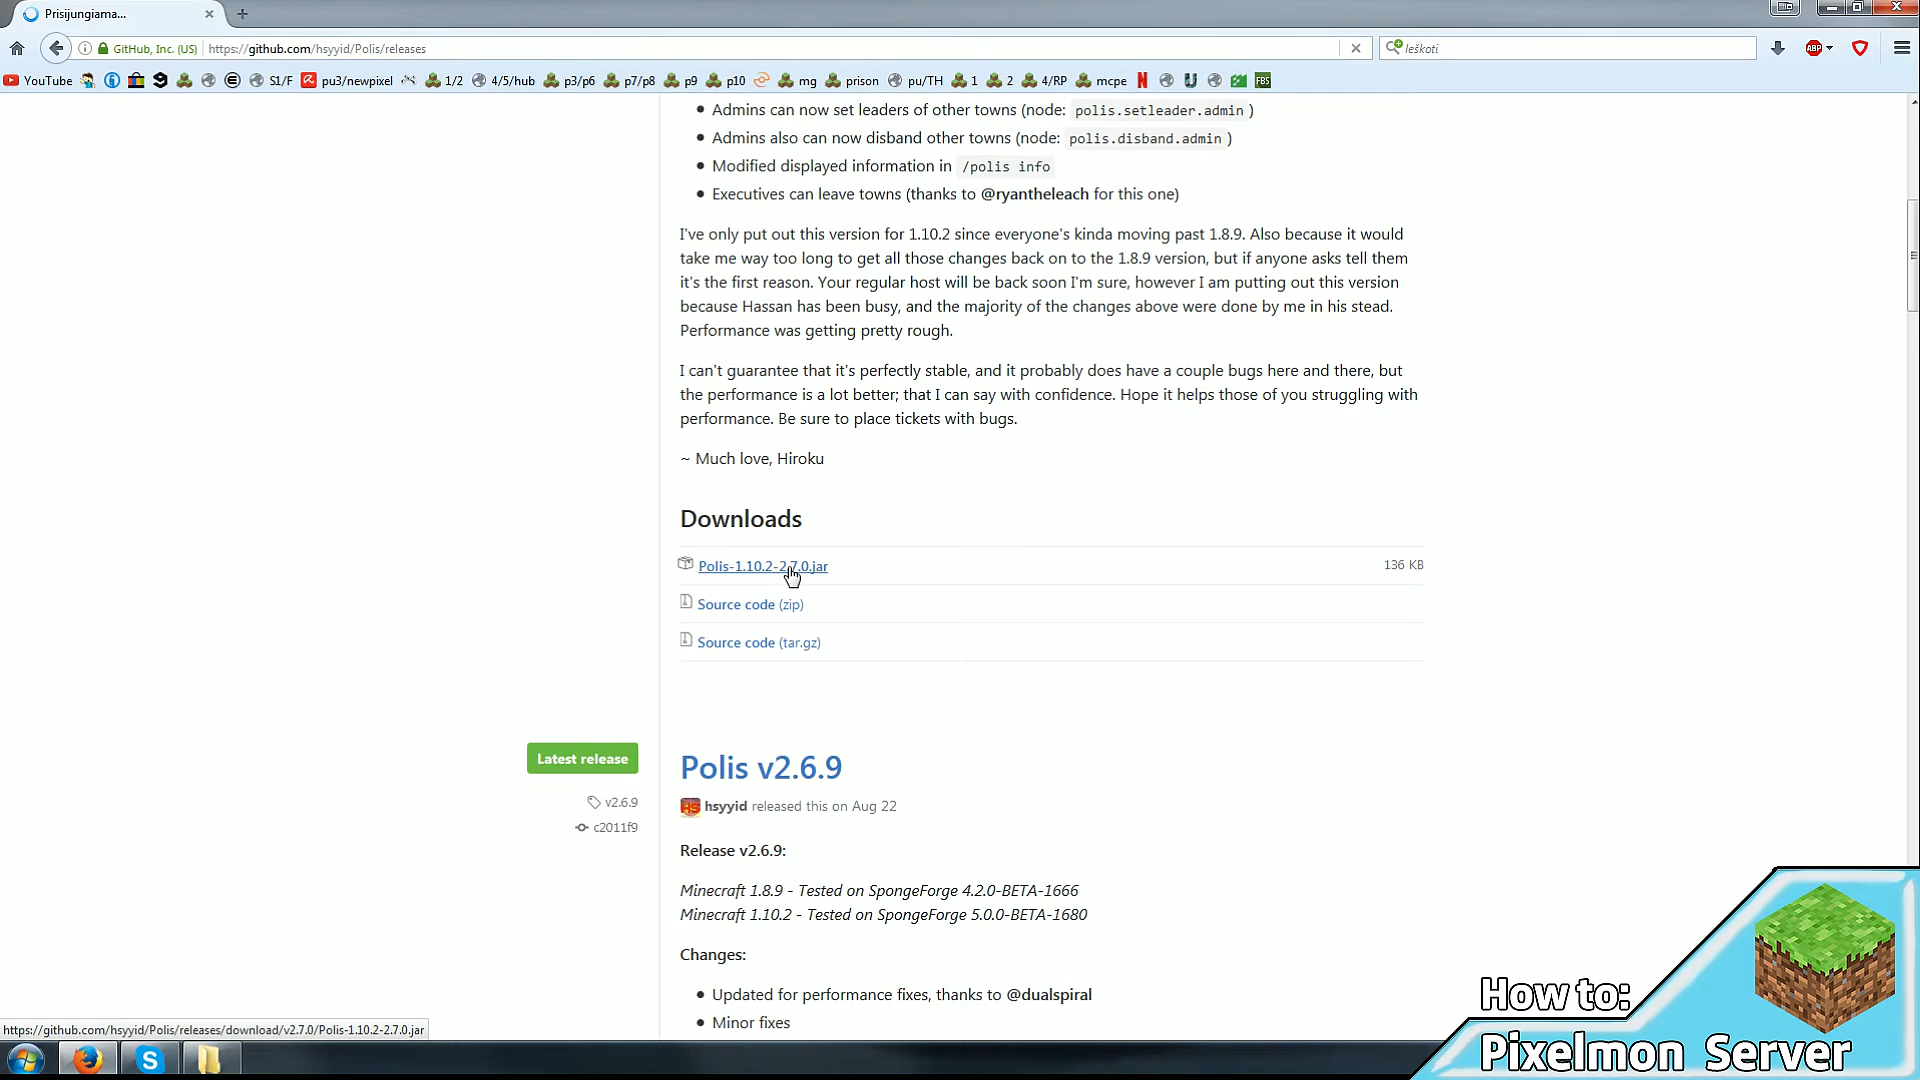 Prisijungiama...
GitHub, Inc. (US) https://github.com/hsyyid/Polis/releases Ieškoti ABP
YouTube S1/F pu3/newpixel 1/2 4/5/hub p3/p6 p7/p8 p9 p10 mg prison pu/TH 1 2 4/RP mcpe N FBS
Admins can now set leaders of other towns (node: polis.setleader.admin )
Admins also can now disband other towns (node: polis.disband.admin )
Modified displayed information in /polis info
Executives can leave towns (thanks to @ryantheleach for this one)
I've only put out this version for 1.10.2 since everyone's kinda moving past 1.8.9. Also because it would
take me way too long to get all those changes back on to the 1.8.9 version, but if anyone asks tell them
it's the first reason. Your regular host will be back soon I'm sure, however I am putting out this version
because Hassan has been busy, and the majority of the changes above were done by me in his stead.
Performance was getting pretty rough.
I can't guarantee that it's perfectly stable, and it probably does have a couple bugs here and there, but
the performance is a lot better; that I can say with confidence. Hope it helps those of you struggling with
performance. Be sure to place tickets with bugs.
~ Much love, Hiroku
Downloads
Polis-1.10.2-2.7.0.jar 136 KB
Source code (zip)
Source code (tar.gz)
Latest release
v2.6.9
c2011f9
Polis v2.6.9
HS hsyyid released this on Aug 22
Release v2.6.9:
Minecraft 1.8.9 - Tested on SpongeForge 4.2.0-BETA-1666
Minecraft 1.10.2 - Tested on SpongeForge 5.0.0-BETA-1680
Changes:
Updated for performance fixes, thanks to @dualspiral
Minor fixes
https://github.com/hsyyid/Polis/releases/download/v2.7.0/Polis-1.10.2-2.7.0.jar
How to:
Pixelmon Server